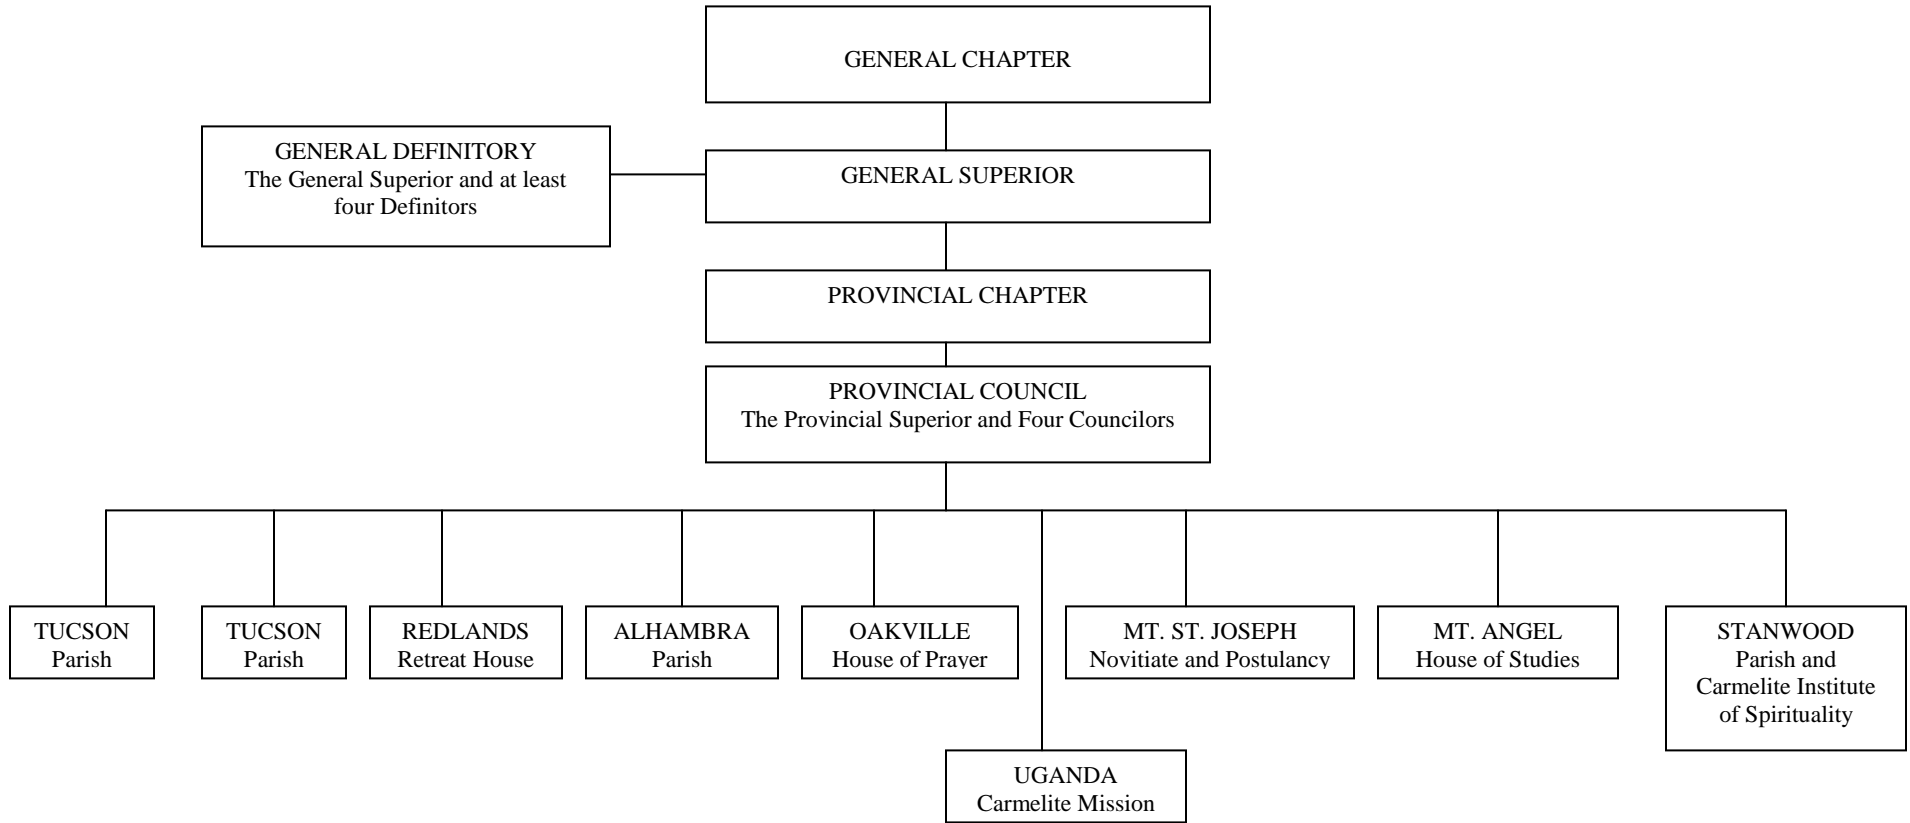 GENERAL CHAPTER
GENERAL DEFINITORY
The General Superior and at least
four Definitors
GENERAL SUPERIOR
PROVINCIAL CHAPTER
PROVINCIAL COUNCIL
The Provincial Superior and Four Councilors
TUCSON
Parish
TUCSON
Parish
REDLANDS
Retreat House
ALHAMBRA
Parish
OAKVILLE
House of Prayer
MT. ST. JOSEPH
Novitiate and Postulancy
MT. ANGEL
House of Studies
STANWOOD
Parish and
Carmelite Institute
of Spirituality
UGANDA
Carmelite Mission